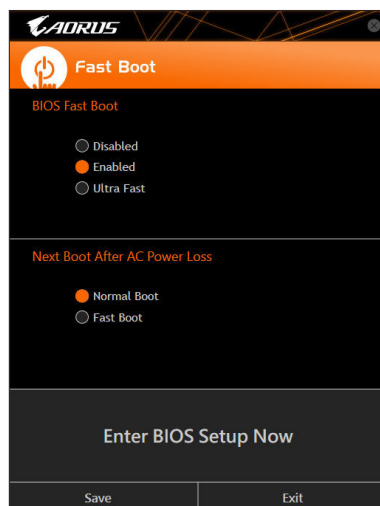 AORUS
Fast Boot
BIOS Fast Boot
Disabled
Enabled
Ultra Fast
Next Boot After AC Power Loss
Normal Boot
Fast Boot
Enter BIOS Setup Now
Save
Exit